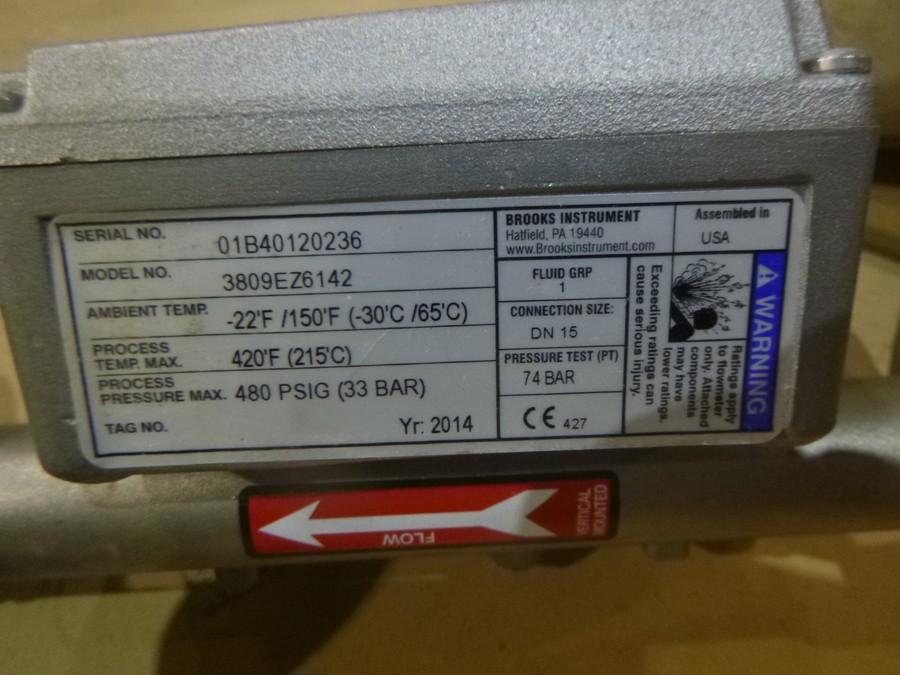 SERIAL NO. 01B40120236
MODEL NO. 3809EZ6142
AMBIENT TEMP. -22°F /150°F (-30°C /65°C)
PROCESS
TEMP. MAX. 420°F (215°C)
PROCESS
PRESSURE MAX. 480 PSIG (33 BAR)
TAG NO. Yr: 2014
BROOKS INSTRUMENT
Hatfield, PA 19440
www.BrooksInstrument.com
Assembled in
USA
FLUID GRP
1
CONNECTION SIZE:
DN 15
PRESSURE TEST (PT)
74 BAR
CE 427
WARNING
Ratings apply
to flowmeter
only. Attached
components
may have
lower ratings.
Exceeding ratings can
cause serious injury.
FLOW
VERTICAL
MOUNTED